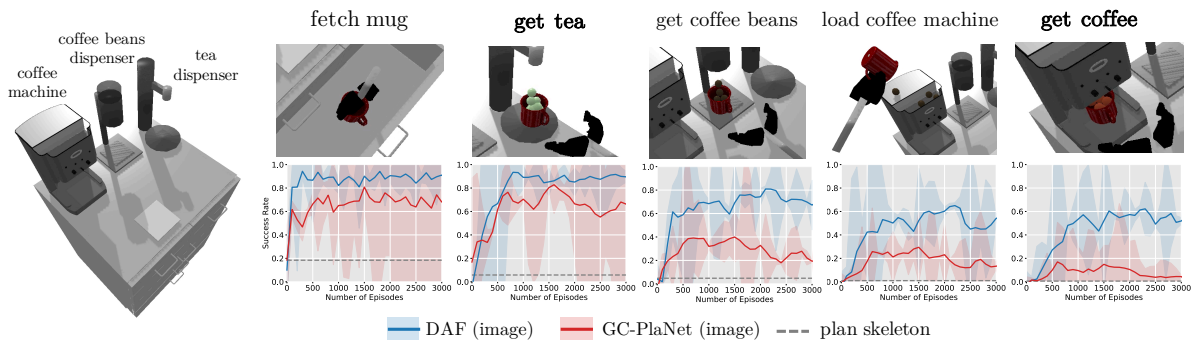 coffee beans
dispenser
tea
dispenser
coffee
machine
fetch mug
get tea
get coffee beans
load coffee machine
get coffee
Success Rate
1.0
0.8
0.6
0.4
0.2
0.0
0 500 1000 1500 2000 2500 3000
Number of Episodes
1.0
0.8
0.6
0.4
0.2
0.0
0 500 1000 1500 2000 2500 3000
Number of Episodes
1.0
0.8
0.6
0.4
0.2
0.0
0 500 1000 1500 2000 2500 3000
Number of Episodes
1.0
0.8
0.6
0.4
0.2
0.0
0 500 1000 1500 2000 2500 3000
Number of Episodes
1.0
0.8
0.6
0.4
0.2
0.0
0 500 1000 1500 2000 2500 3000
Number of Episodes
DAF (image) GC-PlaNet (image) plan skeleton